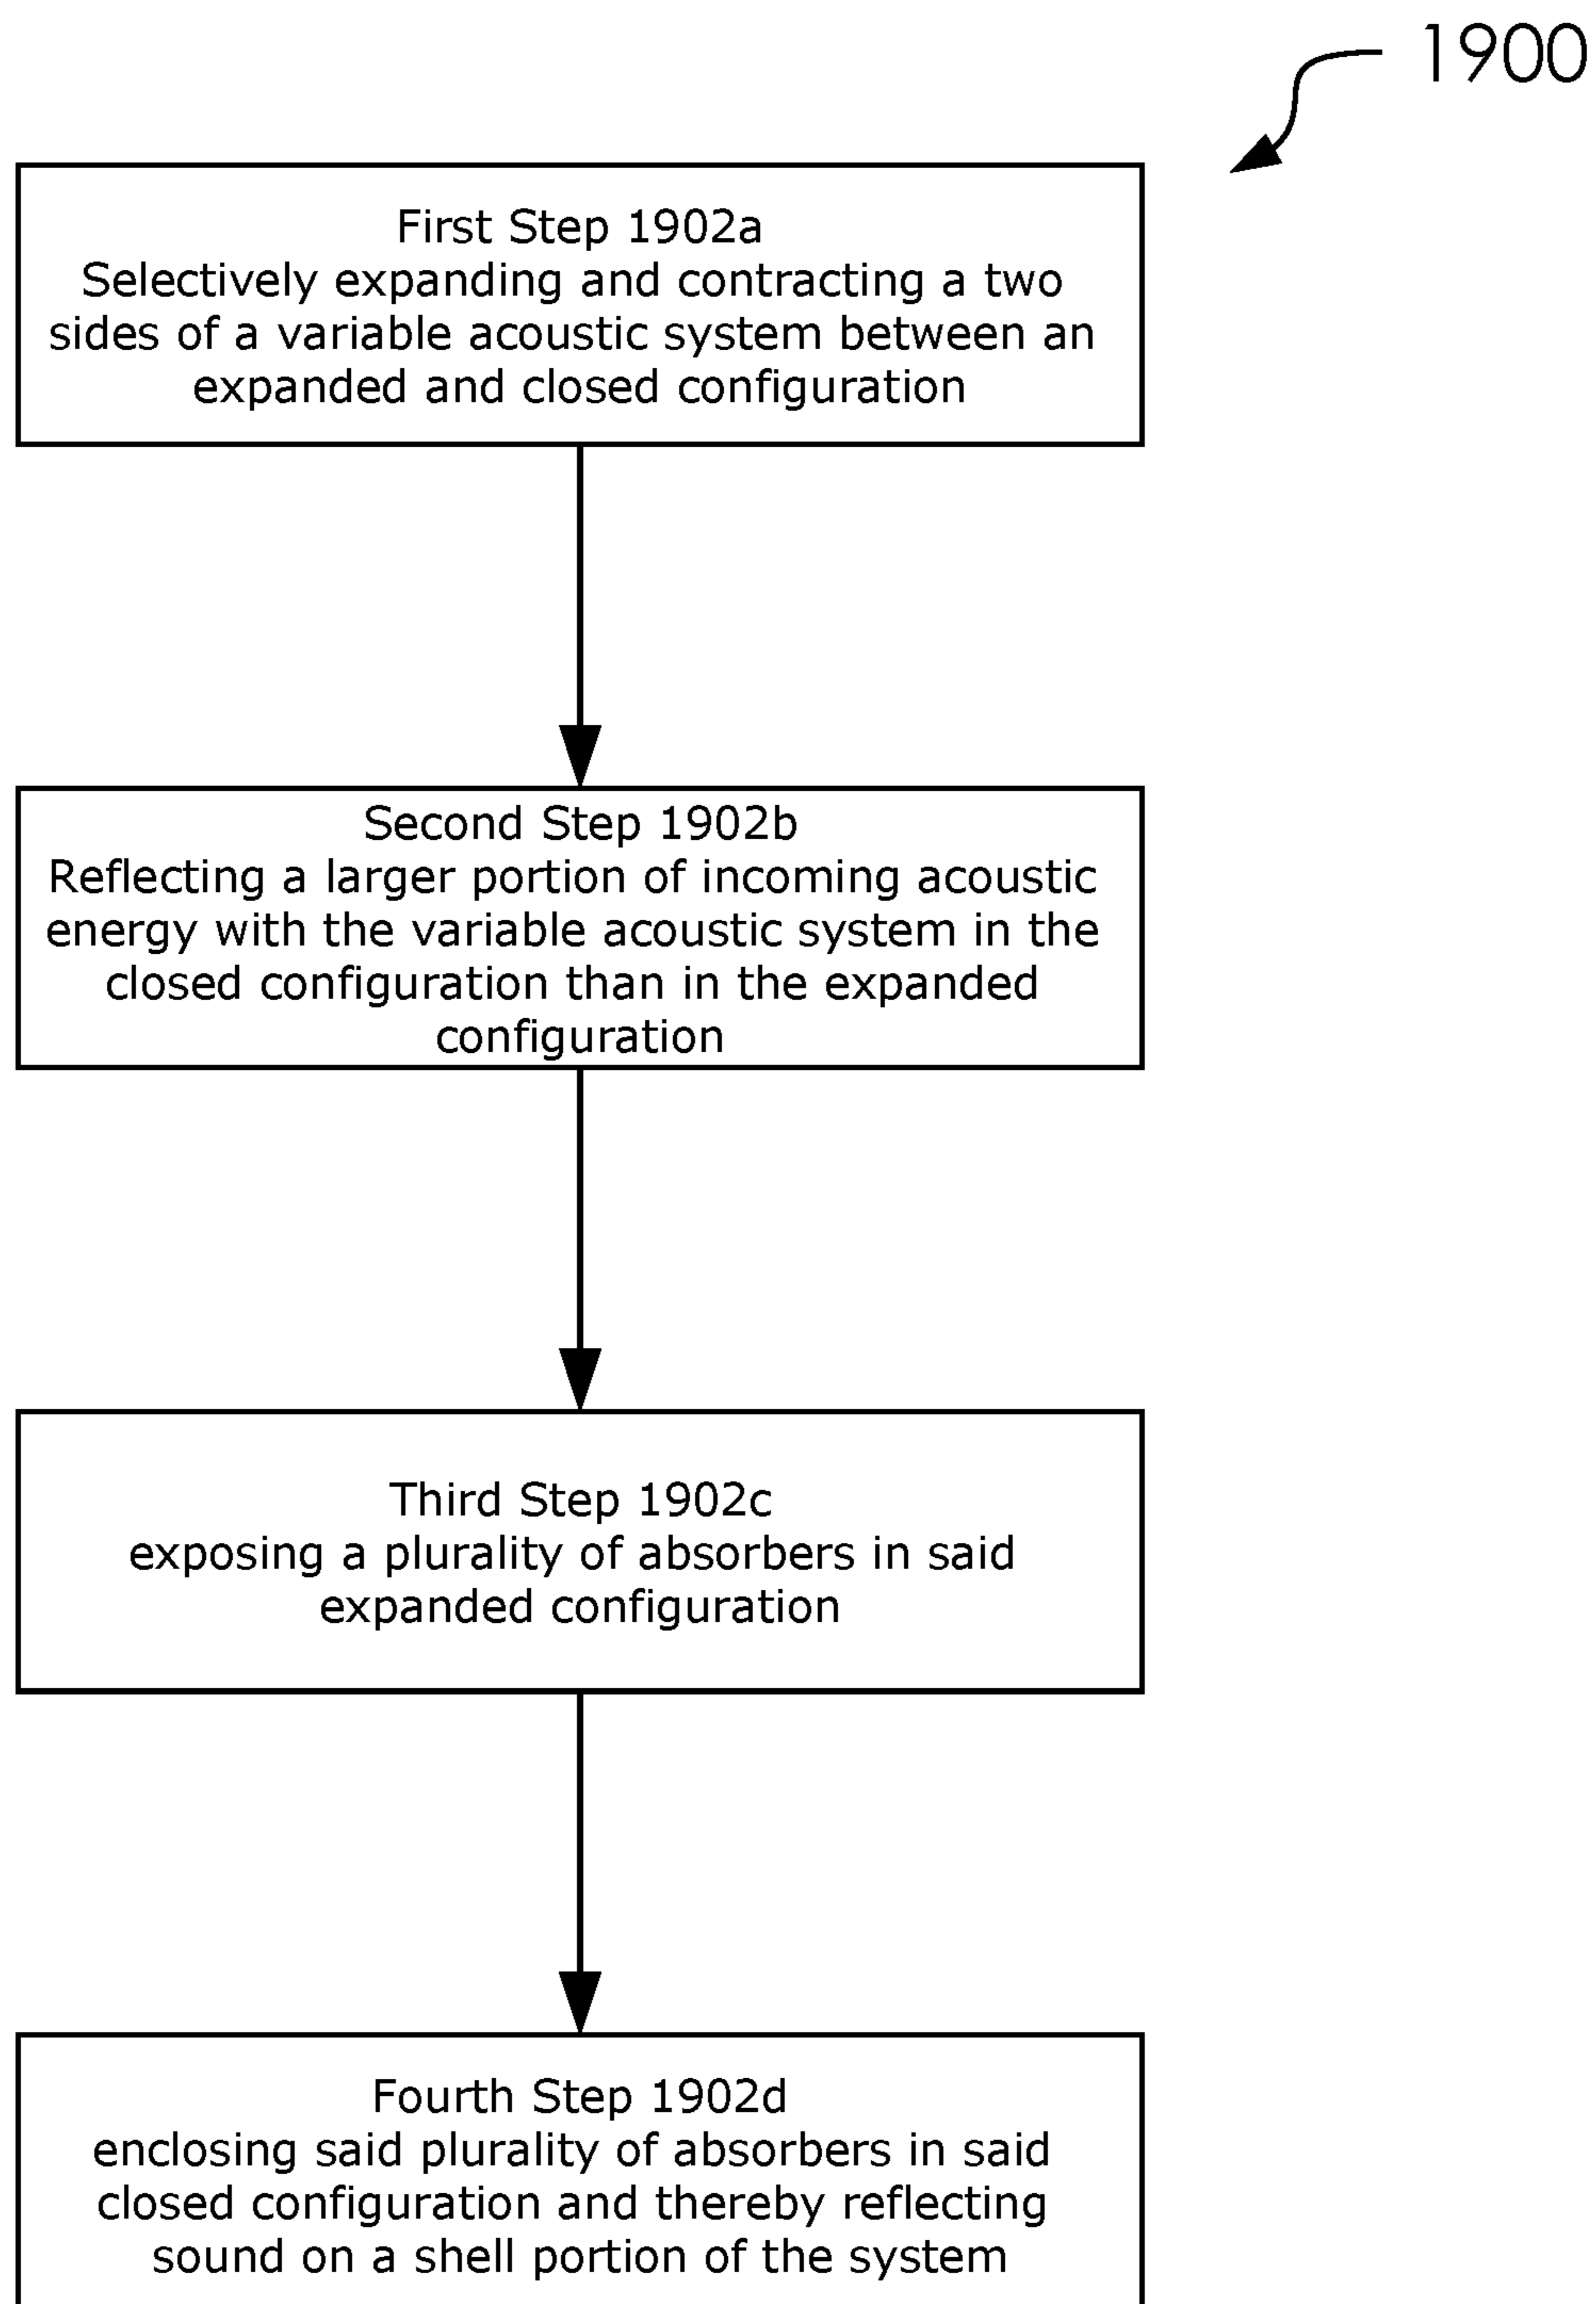 1900
First Step 1902a
Selectively expanding and contracting a two
sides of a variable acoustic system between an
expanded and closed configuration
Second Step 1902b
Reflecting a larger portion of incoming acoustic
energy with the variable acoustic system in the
closed configuration than in the expanded
configuration
Third Step 1902c
exposing a plurality of absorbers in said
expanded configuration
Fourth Step 1902d
enclosing said plurality of absorbers in said
closed configuration and thereby reflecting
sound on a shell portion of the system